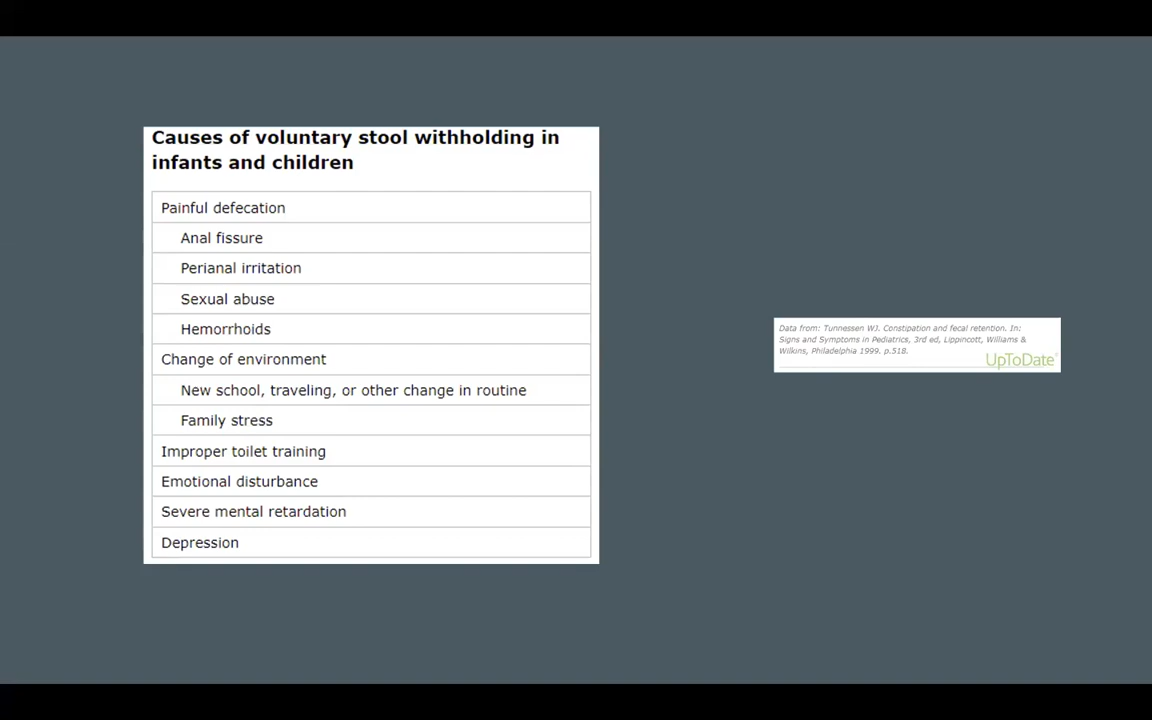 Causes of voluntary stool withholding in
infants and children
Painful defecation
Anal fissure
Perianal irritation
Sexual abuse
Hemorrhoids
Change of environment
New school, traveling, or other change in routine
Family stress
Improper toilet training
Emotional disturbance
Severe mental retardation
Depression
Data from: Tunnessen WJ. Constipation and fecal retention. In:
Signs and Symptoms in Pediatrics, 3rd ed, Lippincott, Williams &
Wilkins, Philadelphia 1999. p.518.
UpToDate®